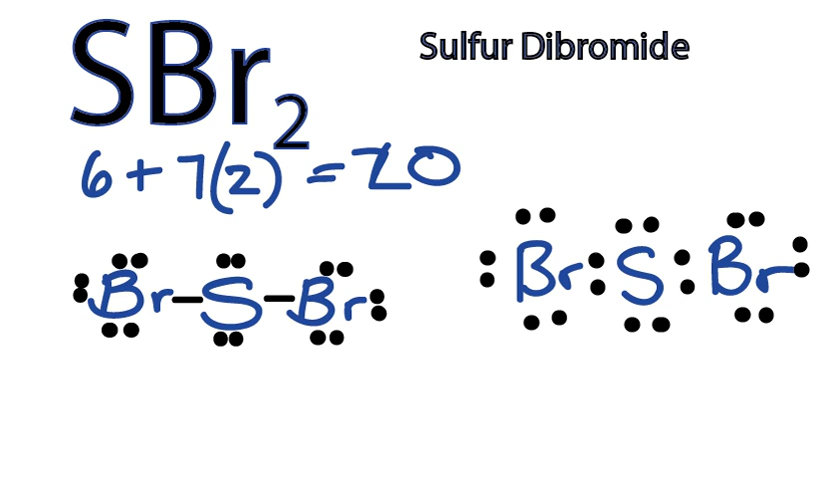 SBr₂
Sulfur Dibromide
6 + 7(2) = 20
Br—S—Br
Br : S : Br